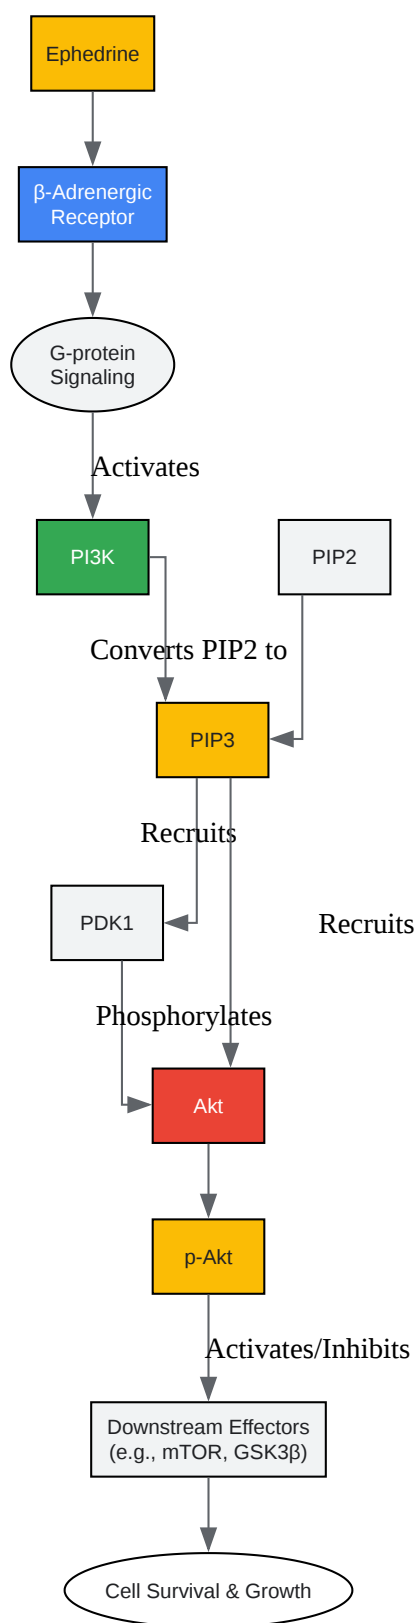 Ephedrine
β-Adrenergic
Receptor
G-protein
Signaling
Activates
PI3K
PIP2
Converts PIP2 to
PIP3
Recruits
PDK1
Recruits
Phosphorylates
Akt
p-Akt
Activates/Inhibits
Downstream Effectors
(e.g., mTOR, GSK3β)
Cell Survival & Growth